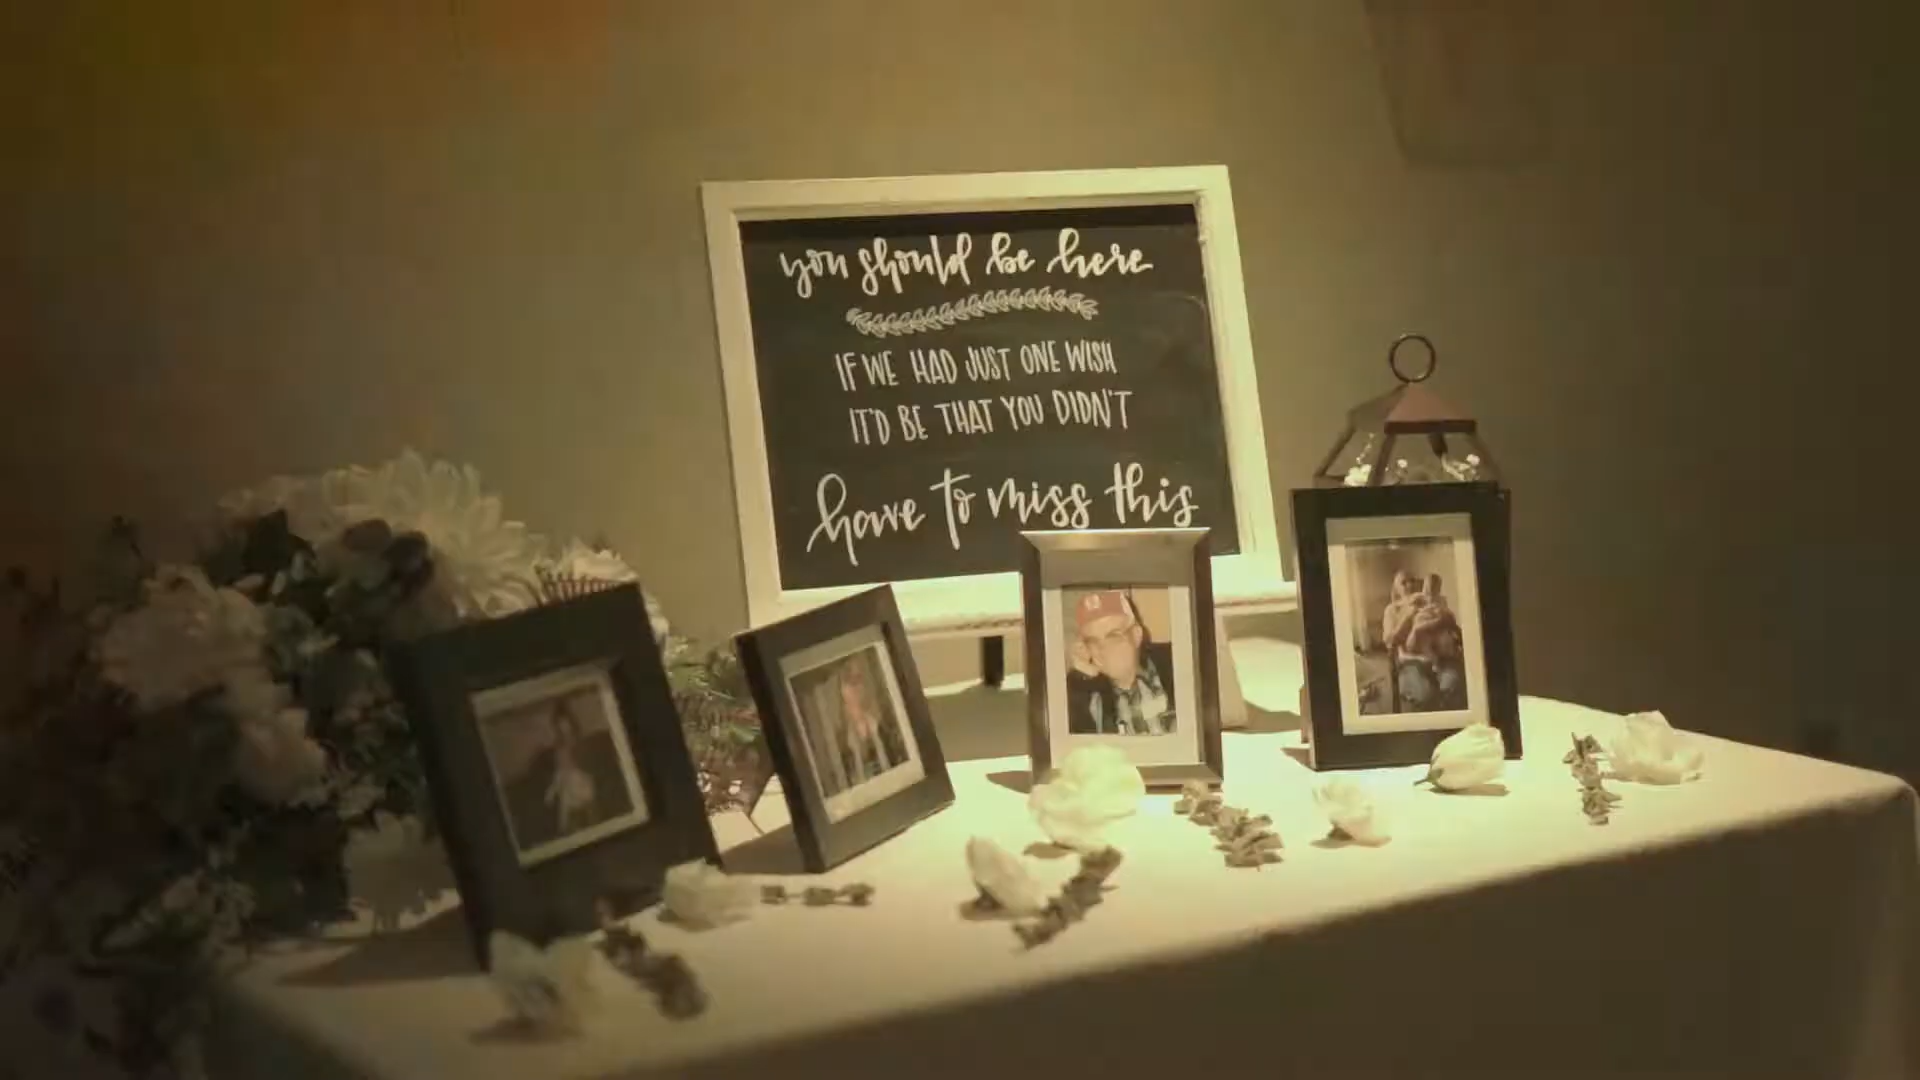 you should be here
IF WE HAD JUST ONE WISH
IT'D BE THAT YOU DIDN'T
have to miss this